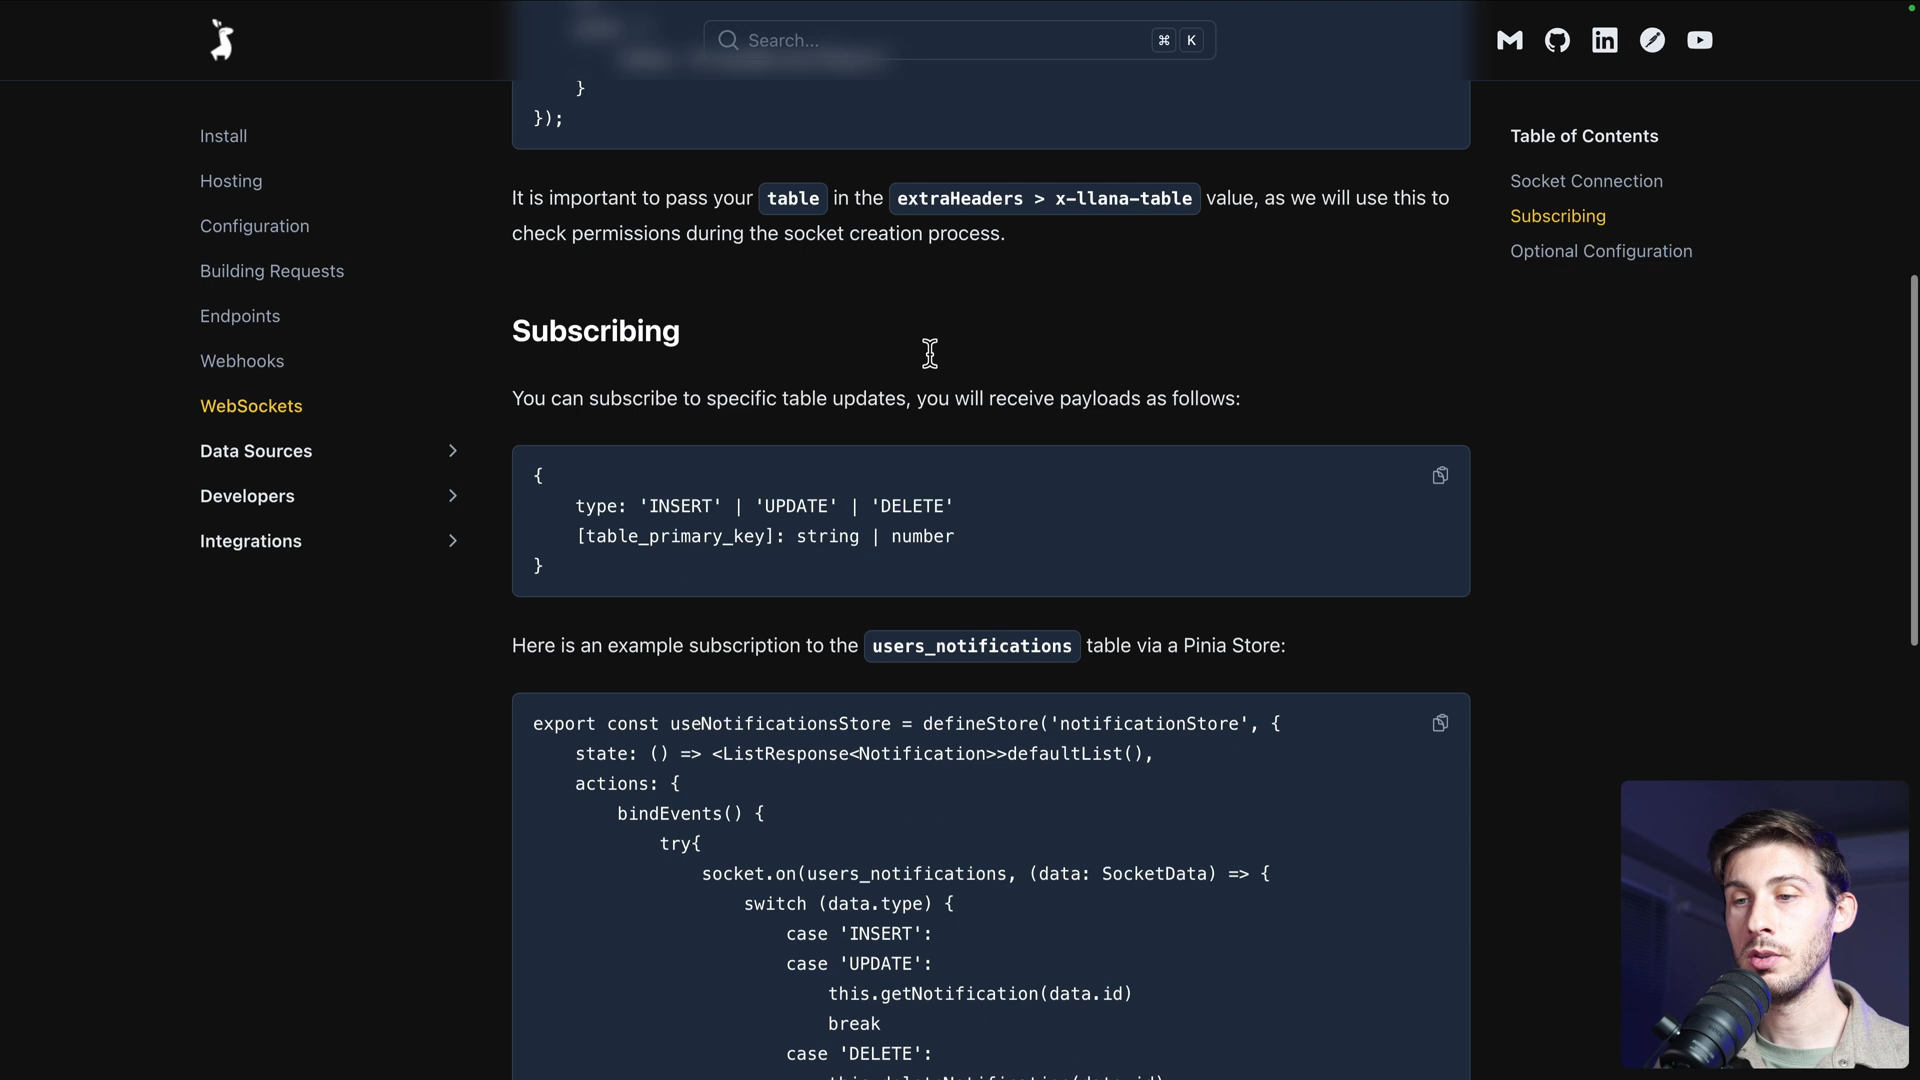 Search...
⌘ K
Install
Hosting
Configuration
Building Requests
Endpoints
Webhooks
WebSockets
Data Sources
Developers
Integrations
}
});
It is important to pass your table in the extraHeaders > x-llana-table value, as we will use this to
check permissions during the socket creation process.
Subscribing
You can subscribe to specific table updates, you will receive payloads as follows:
{
type: 'INSERT' | 'UPDATE' | 'DELETE'
[table_primary_key]: string | number
}
Here is an example subscription to the users_notifications table via a Pinia Store:
export const useNotificationsStore = defineStore('notificationStore', {
state: () => <ListResponse<Notification>>defaultList(),
actions: {
bindEvents() {
try{
socket.on(users_notifications, (data: SocketData) => {
switch (data.type) {
case 'INSERT':
case 'UPDATE':
this.getNotification(data.id)
break
case 'DELETE':
Table of Contents
Socket Connection
Subscribing
Optional Configuration